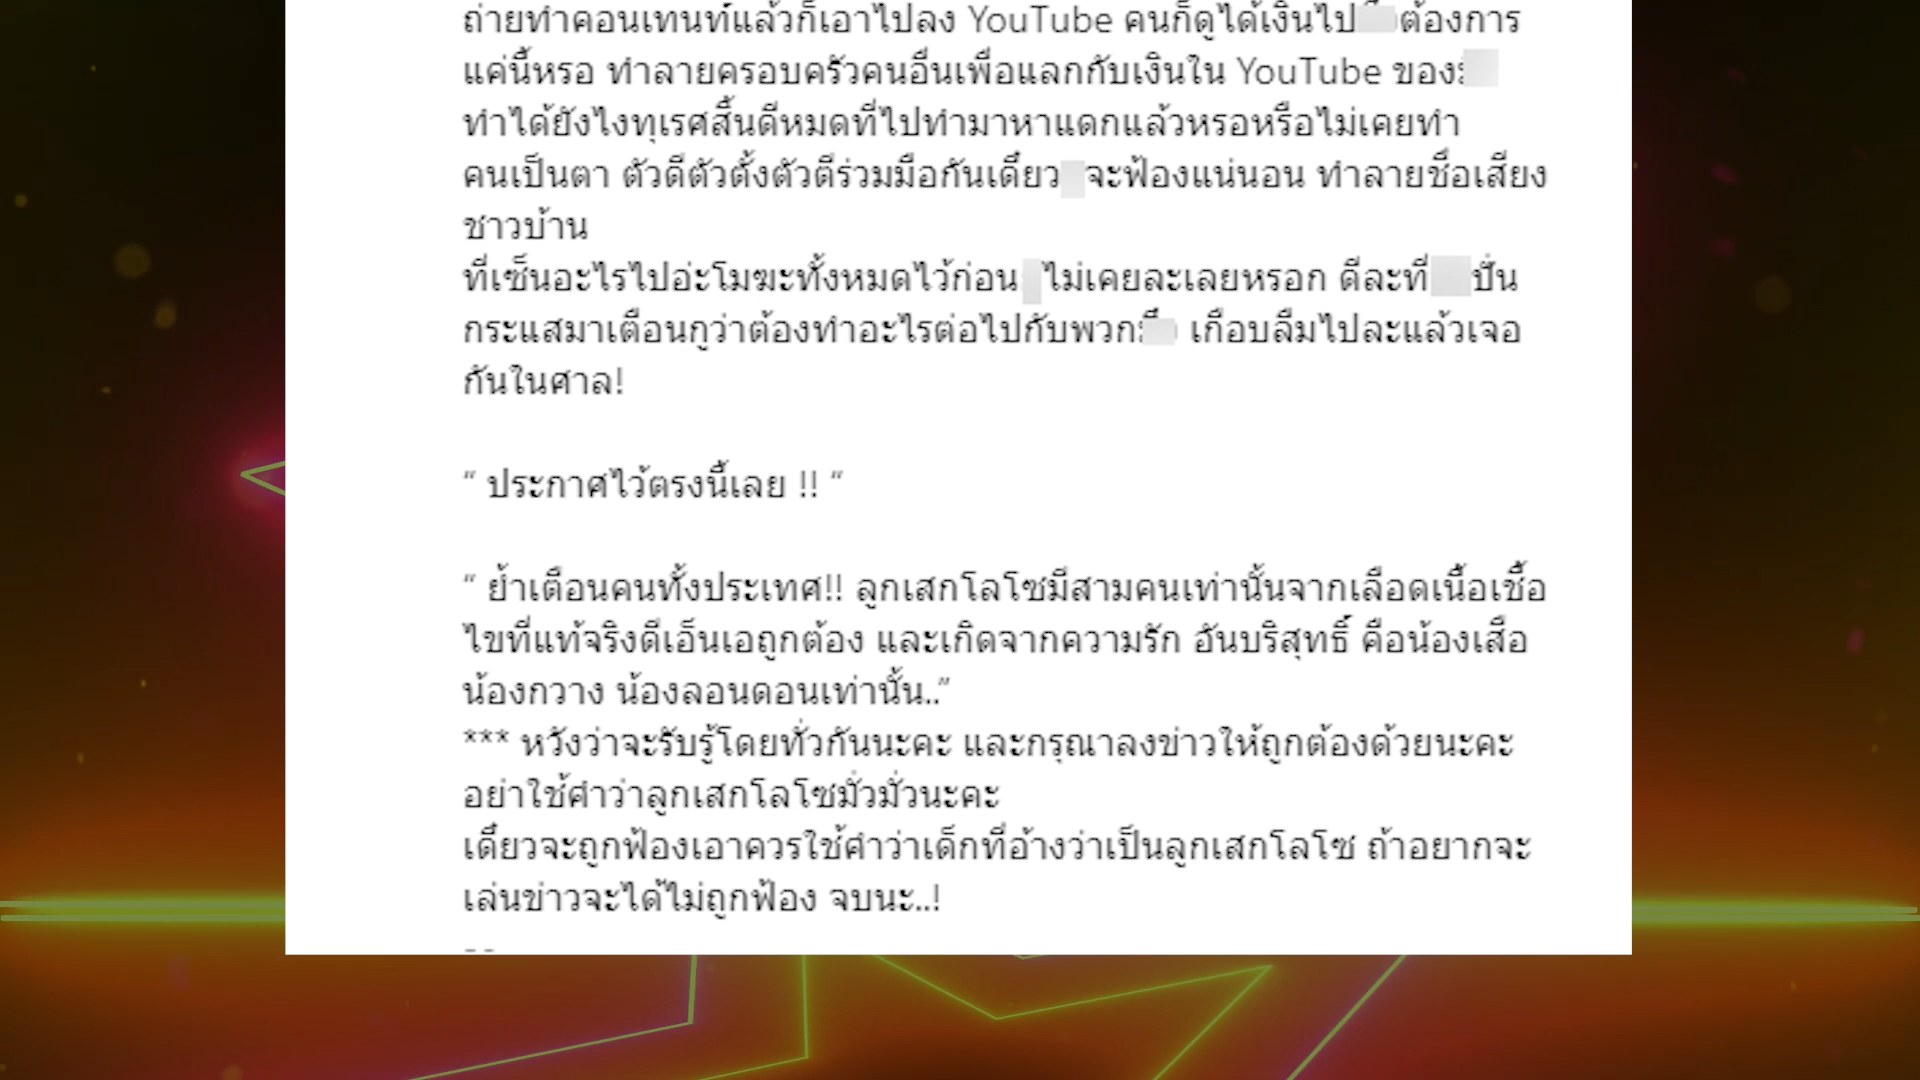 ถ่ายทำคอนเทนท์แล้วก็เอาไปลง YouTube คนก็ดูได้เงินไป ต้องการ
แค่นี้หรอ ทำลายครอบครัวคนอื่นเพื่อแลกกับเงินใน YouTube ของ
ทำได้ยังไงทุเรศสิ้นดีหมดที่ไปทำมาหาแดกแล้วหรอหรือไม่เคยทำ
คนเป็นตา ตัวดีตัวตั้งตัวตีร่วมมือกันเดี๋ยว จะฟ้องแน่นอน ทำลายชื่อเสียง
ชาวบ้าน
ที่เซ็นอะไรไปอ่ะโมฆะทั้งหมดไว้ก่อน ไม่เคยละเลยหรอก ดีละที่ ปั่น
กระแสมาเตือนกูว่าต้องทำอะไรต่อไปกับพวก เกือบลืมไปละแล้วเจอ
กันในศาล!
“ ประกาศไว้ตรงนี้เลย !! “
“ ย้ำเตือนคนทั้งประเทศ!! ลูกเสกโลโซมีสามคนเท่านั้นจากเลือดเนื้อเชื้อ
ไขที่แท้จริงดีเอ็นเอถูกต้อง และเกิดจากความรัก อันบริสุทธิ์ คือน้องเสือ
น้องกวาง น้องลอนดอนเท่านั้น..”
*** หวังว่าจะรับรู้โดยทั่วกันนะคะ และกรุณาลงข่าวให้ถูกต้องด้วยนะคะ
อย่าใช้คำว่าลูกเสกโลโซมั่วมั่วนะคะ
เดี๋ยวจะถูกฟ้องเอาควรใช้คำว่าเด็กที่อ้างว่าเป็นลูกเสกโลโซ ถ้าอยากจะ
เล่นข่าวจะได้ไม่ถูกฟ้อง จบนะ..!